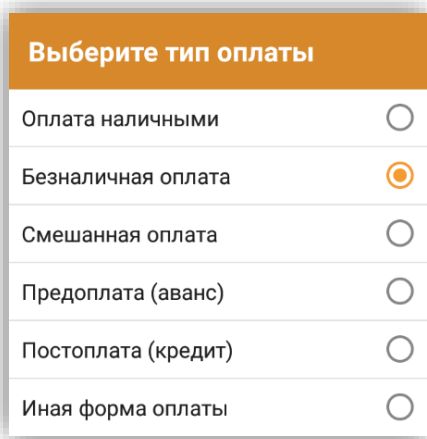 Выберите тип оплаты
Оплата наличными
Безналичная оплата
Смешанная оплата
Предоплата (аванс)
Постоплата (кредит)
Иная форма оплаты